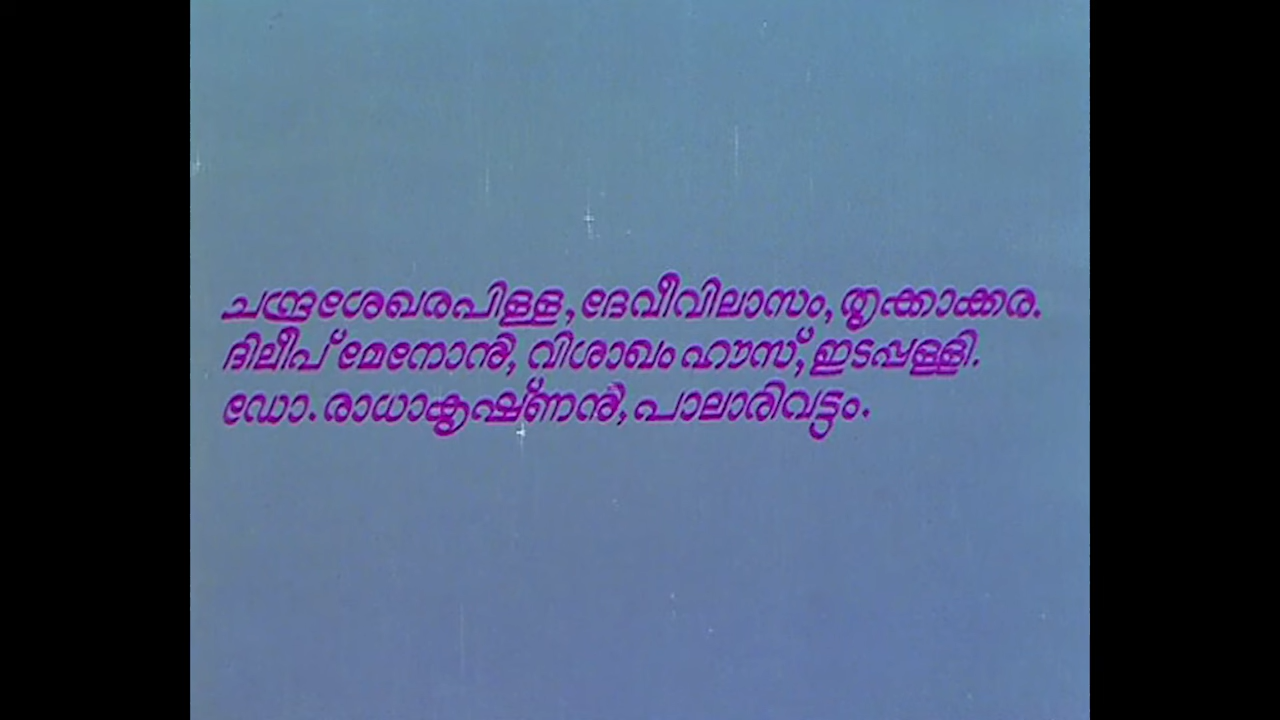 ചന്ദ്രശേഖരപിള്ള, ദേവീവിലാസം, തൃക്കാക്കര.
ദിലീപ് മേനോൻ, വിശാഖം ഹൗസ്, ഇടപ്പള്ളി.
ഡോ. രാധാകൃഷ്ണൻ, പാലാരിവട്ടം.